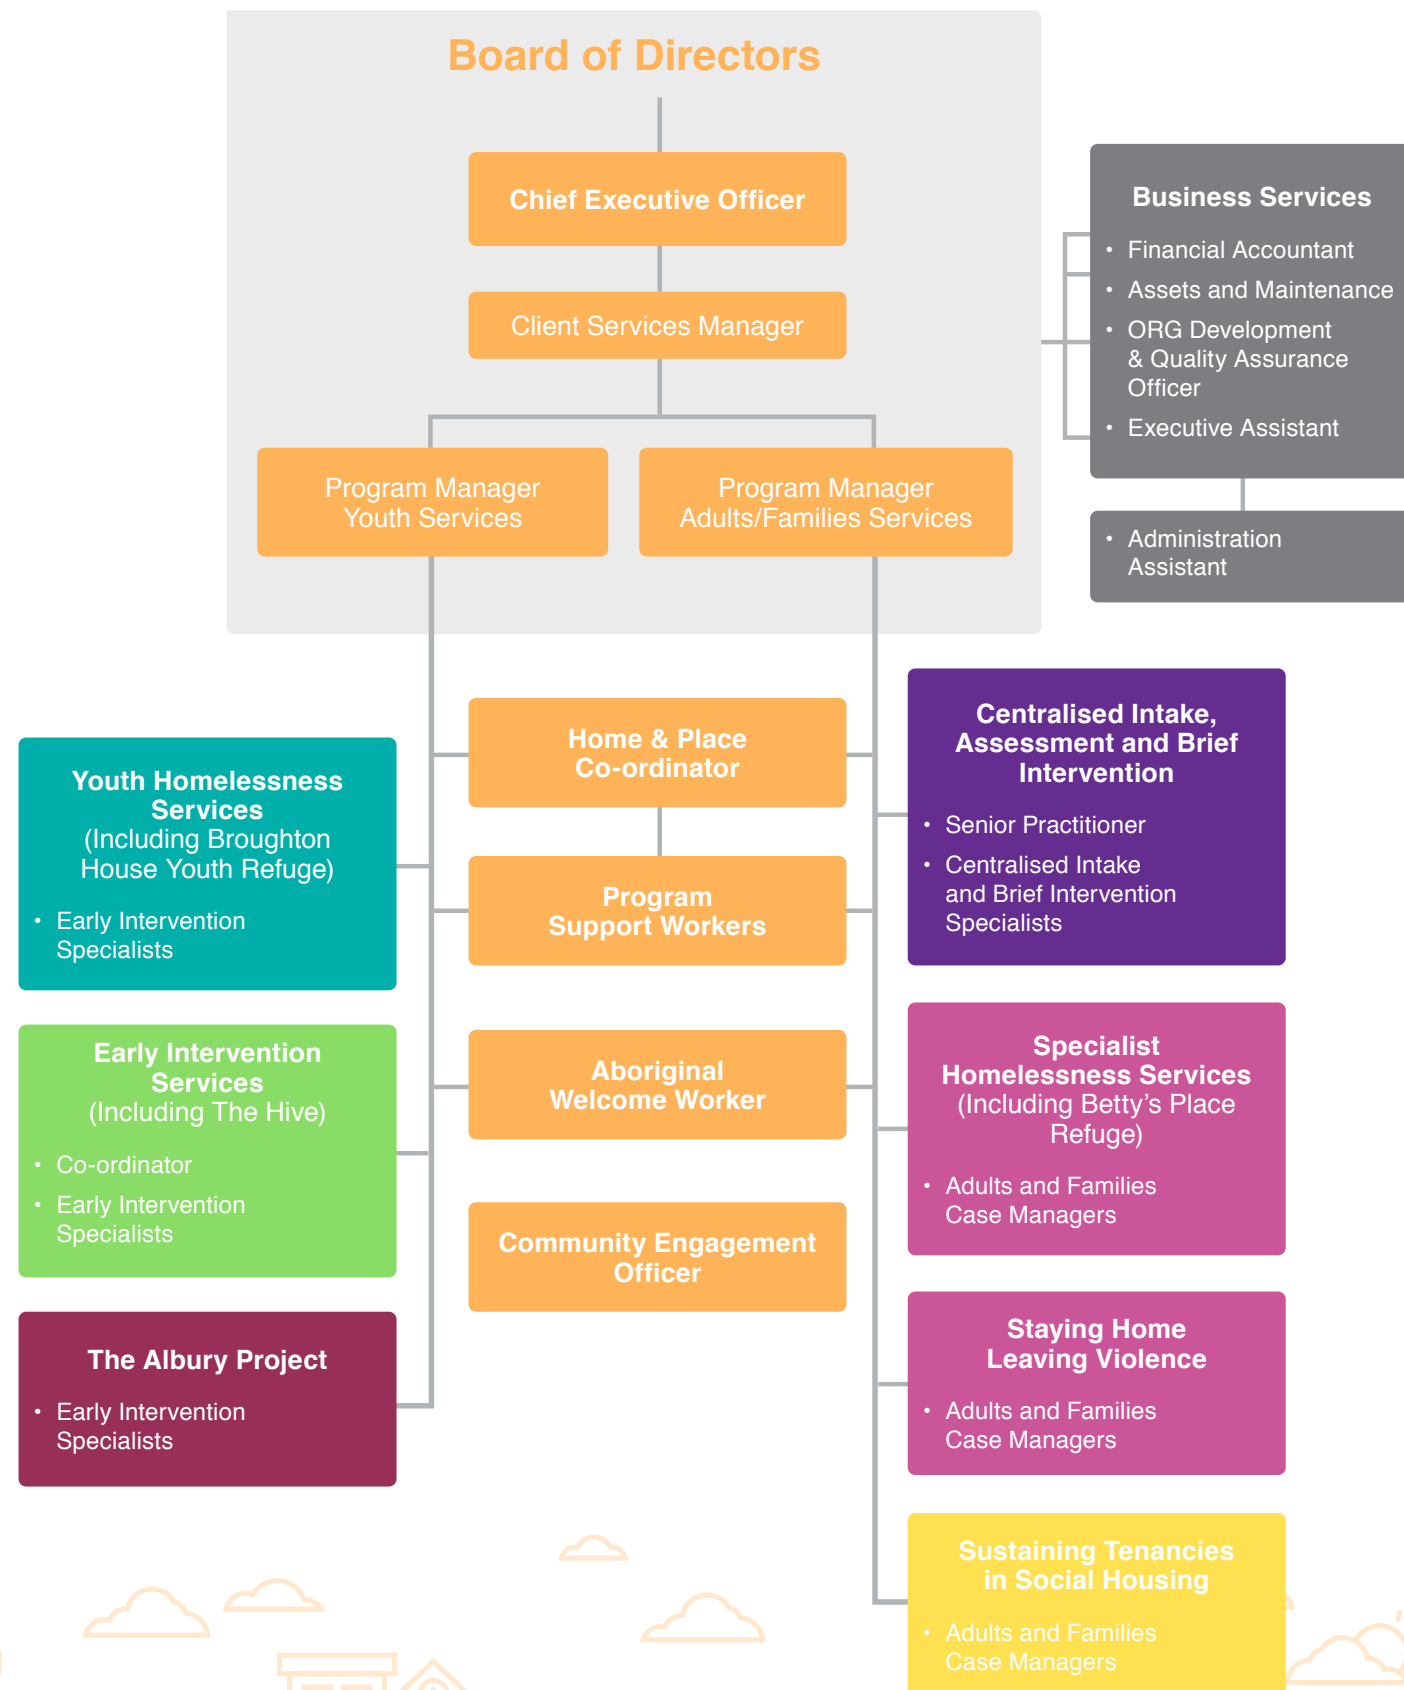 Board of Directors
Chief Executive Officer
Client Services Manager
Program Manager
Youth Services
Program Manager
Adults/Families Services
Business Services
• Financial Accountant
• Assets and Maintenance
• ORG Development
& Quality Assurance
Officer
• Executive Assistant
• Administration
Assistant
Youth Homelessness
Services
(Including Broughton
House Youth Refuge)
• Early Intervention
Specialists
Early Intervention
Services
(Including The Hive)
• Co-ordinator
• Early Intervention
Specialists
The Albury Project
• Early Intervention
Specialists
Home & Place
Co-ordinator
Program
Support Workers
Aboriginal
Welcome Worker
Community Engagement
Officer
Centralised Intake,
Assessment and Brief
Intervention
• Senior Practitioner
• Centralised Intake
and Brief Intervention
Specialists
Specialist
Homelessness Services
(Including Betty’s Place
Refuge)
• Adults and Families
Case Managers
Staying Home
Leaving Violence
• Adults and Families
Case Managers
Sustaining Tenancies
in Social Housing
• Adults and Families
Case Managers